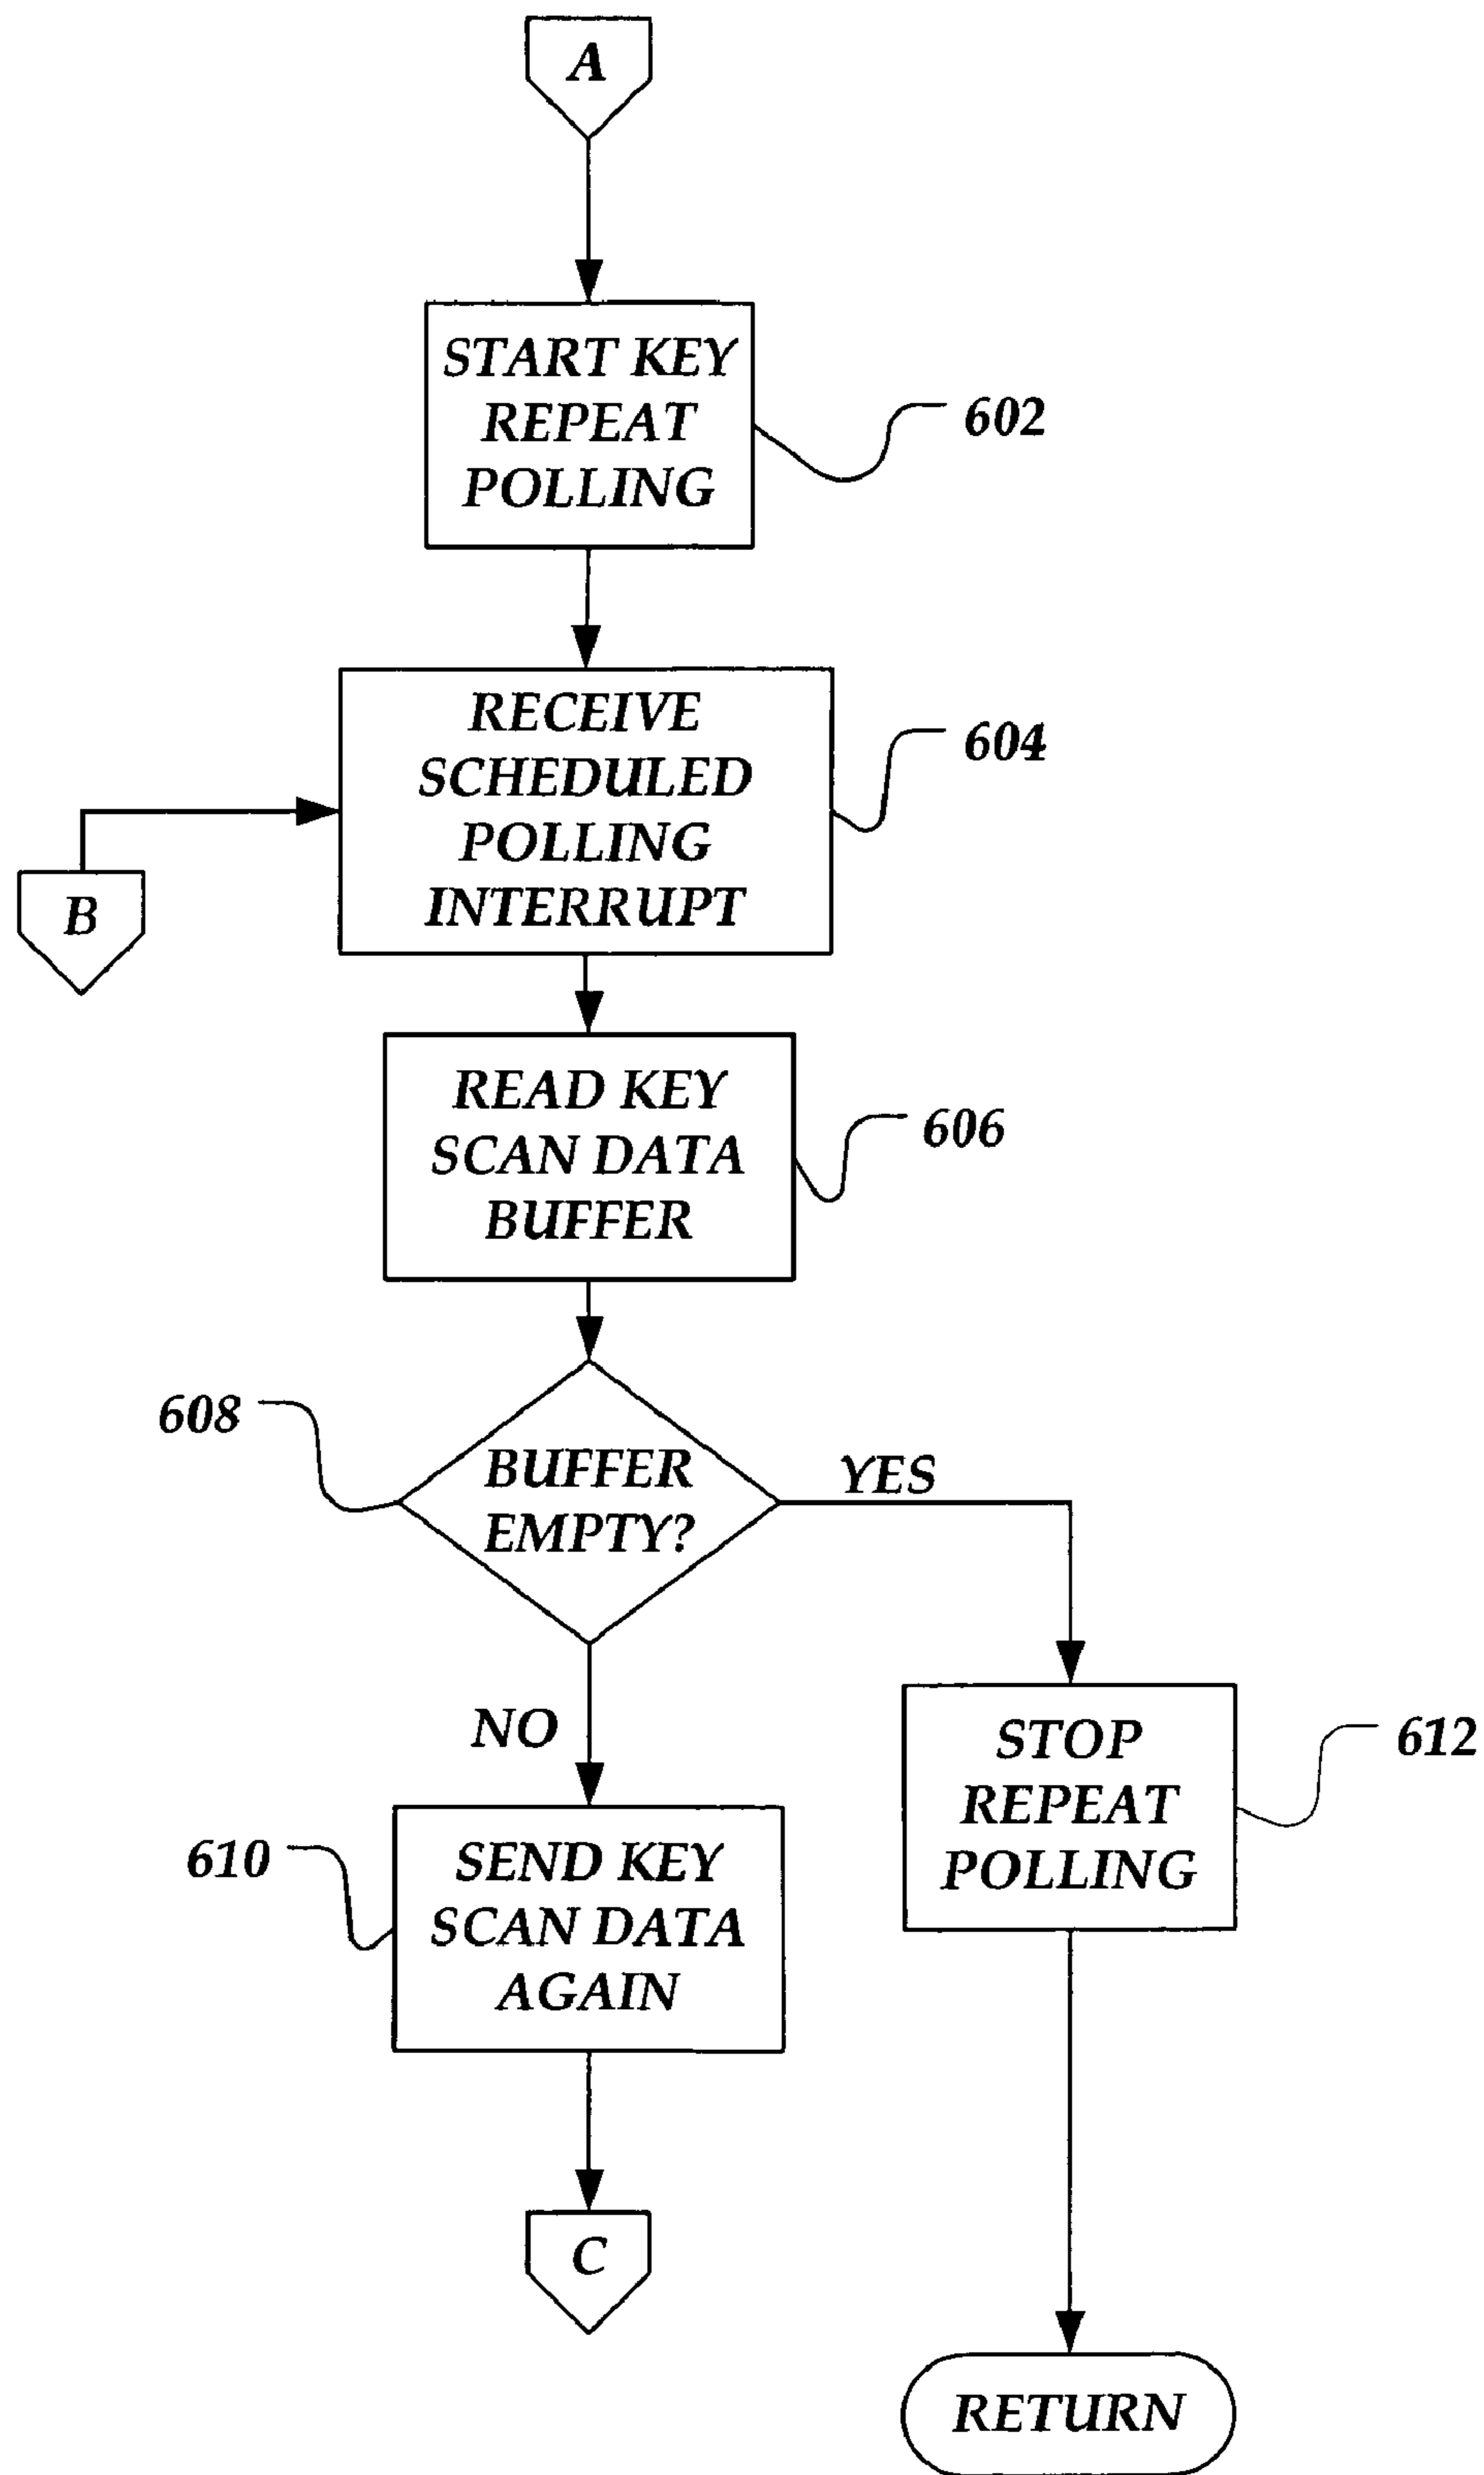 A
START KEY
REPEAT
POLLING
602
RECEIVE
SCHEDULED
POLLING
INTERRUPT
604
B
READ KEY
SCAN DATA
BUFFER
606
608
BUFFER
EMPTY?
YES
NO
STOP
REPEAT
POLLING
612
610
SEND KEY
SCAN DATA
AGAIN
C
RETURN